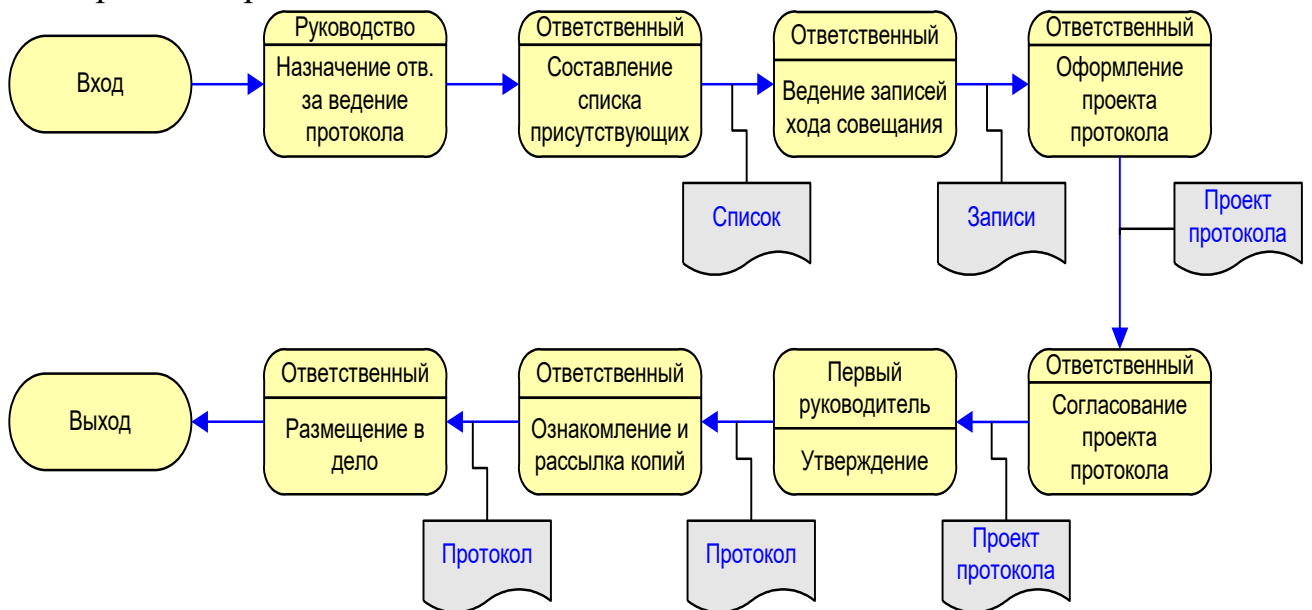 Вход
Руководство
Назначение отв.
за ведение
протокола
Ответственный
Составление
списка
присутствующих
Ответственный
Ведение записей
хода совещания
Ответственный
Оформление
проекта
протокола
Список
Записи
Проект
протокола
Ответственный
Согласование
проекта
протокола
Первый
руководитель
Утверждение
Ответственный
Ознакомление и
рассылка копий
Ответственный
Размещение в
дело
Выход
Проект
протокола
Протокол
Протокол